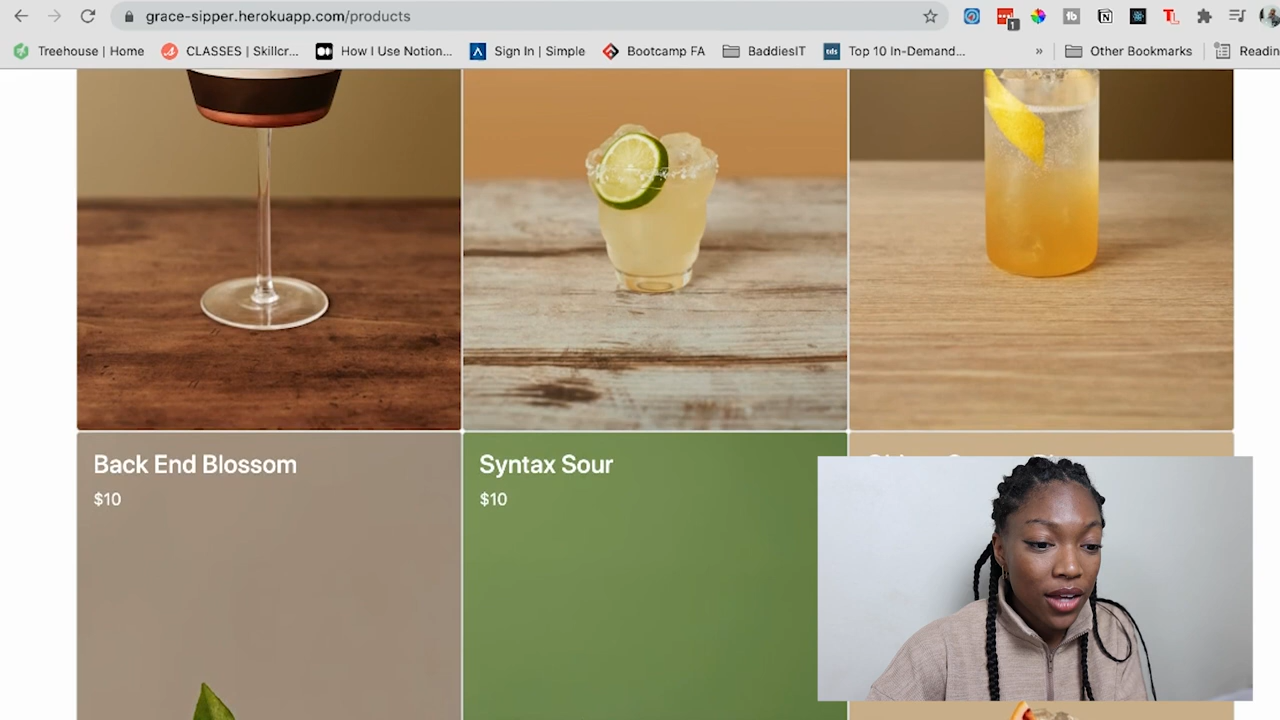 grace-sipper.herokuapp.com/products
1
Treehouse | Home
CLASSES | Skillcr...
How I Use Notion...
Sign In | Simple
Bootcamp FA
BaddiesIT
Top 10 In-Demand...
»
Other Bookmarks
Readin
Back End Blossom
$10
Syntax Sour
$10